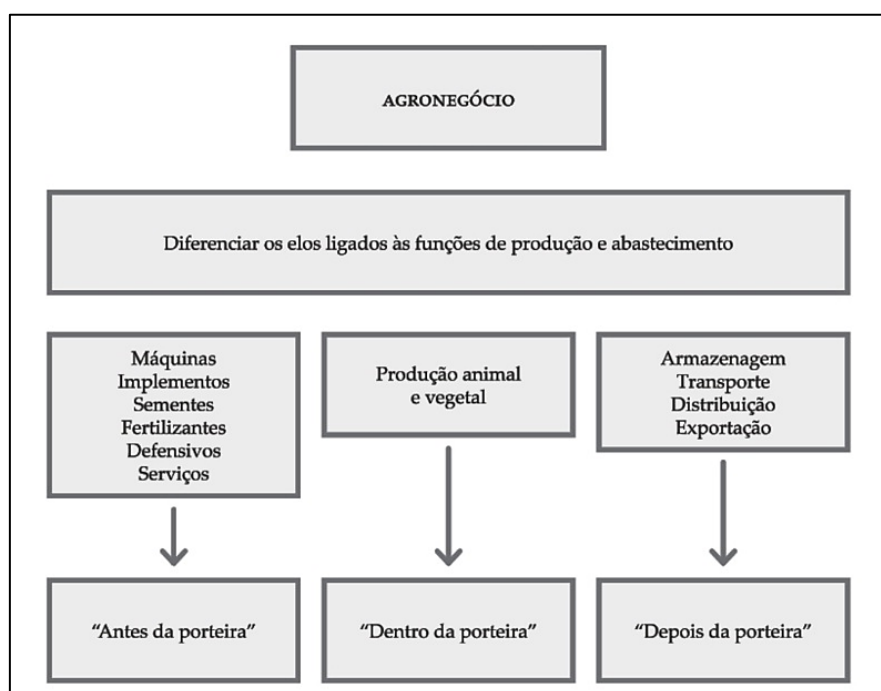 AGRONEGÓCIO
Diferenciar os elos ligados às funções de produção e abastecimento
Máquinas
Implementos
Sementes
Fertilizantes
Defensivos
Serviços
Produção animal
e vegetal
Armazenagem
Transporte
Distribuição
Exportação
“Antes da porteira”
“Dentro da porteira”
“Depois da porteira”